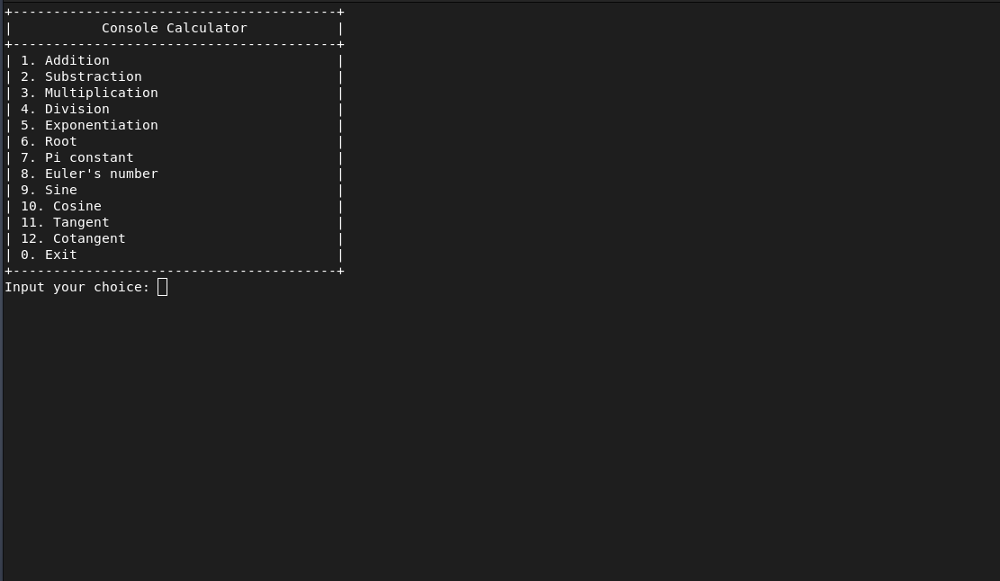 +----------------------------------------+
|           Console Calculator           |
+----------------------------------------+
| 1. Addition                            |
| 2. Substraction                        |
| 3. Multiplication                      |
| 4. Division                            |
| 5. Exponentiation                      |
| 6. Root                                |
| 7. Pi constant                         |
| 8. Euler's number                      |
| 9. Sine                                |
| 10. Cosine                             |
| 11. Tangent                            |
| 12. Cotangent                          |
| 0. Exit                                |
+----------------------------------------+
Input your choice: